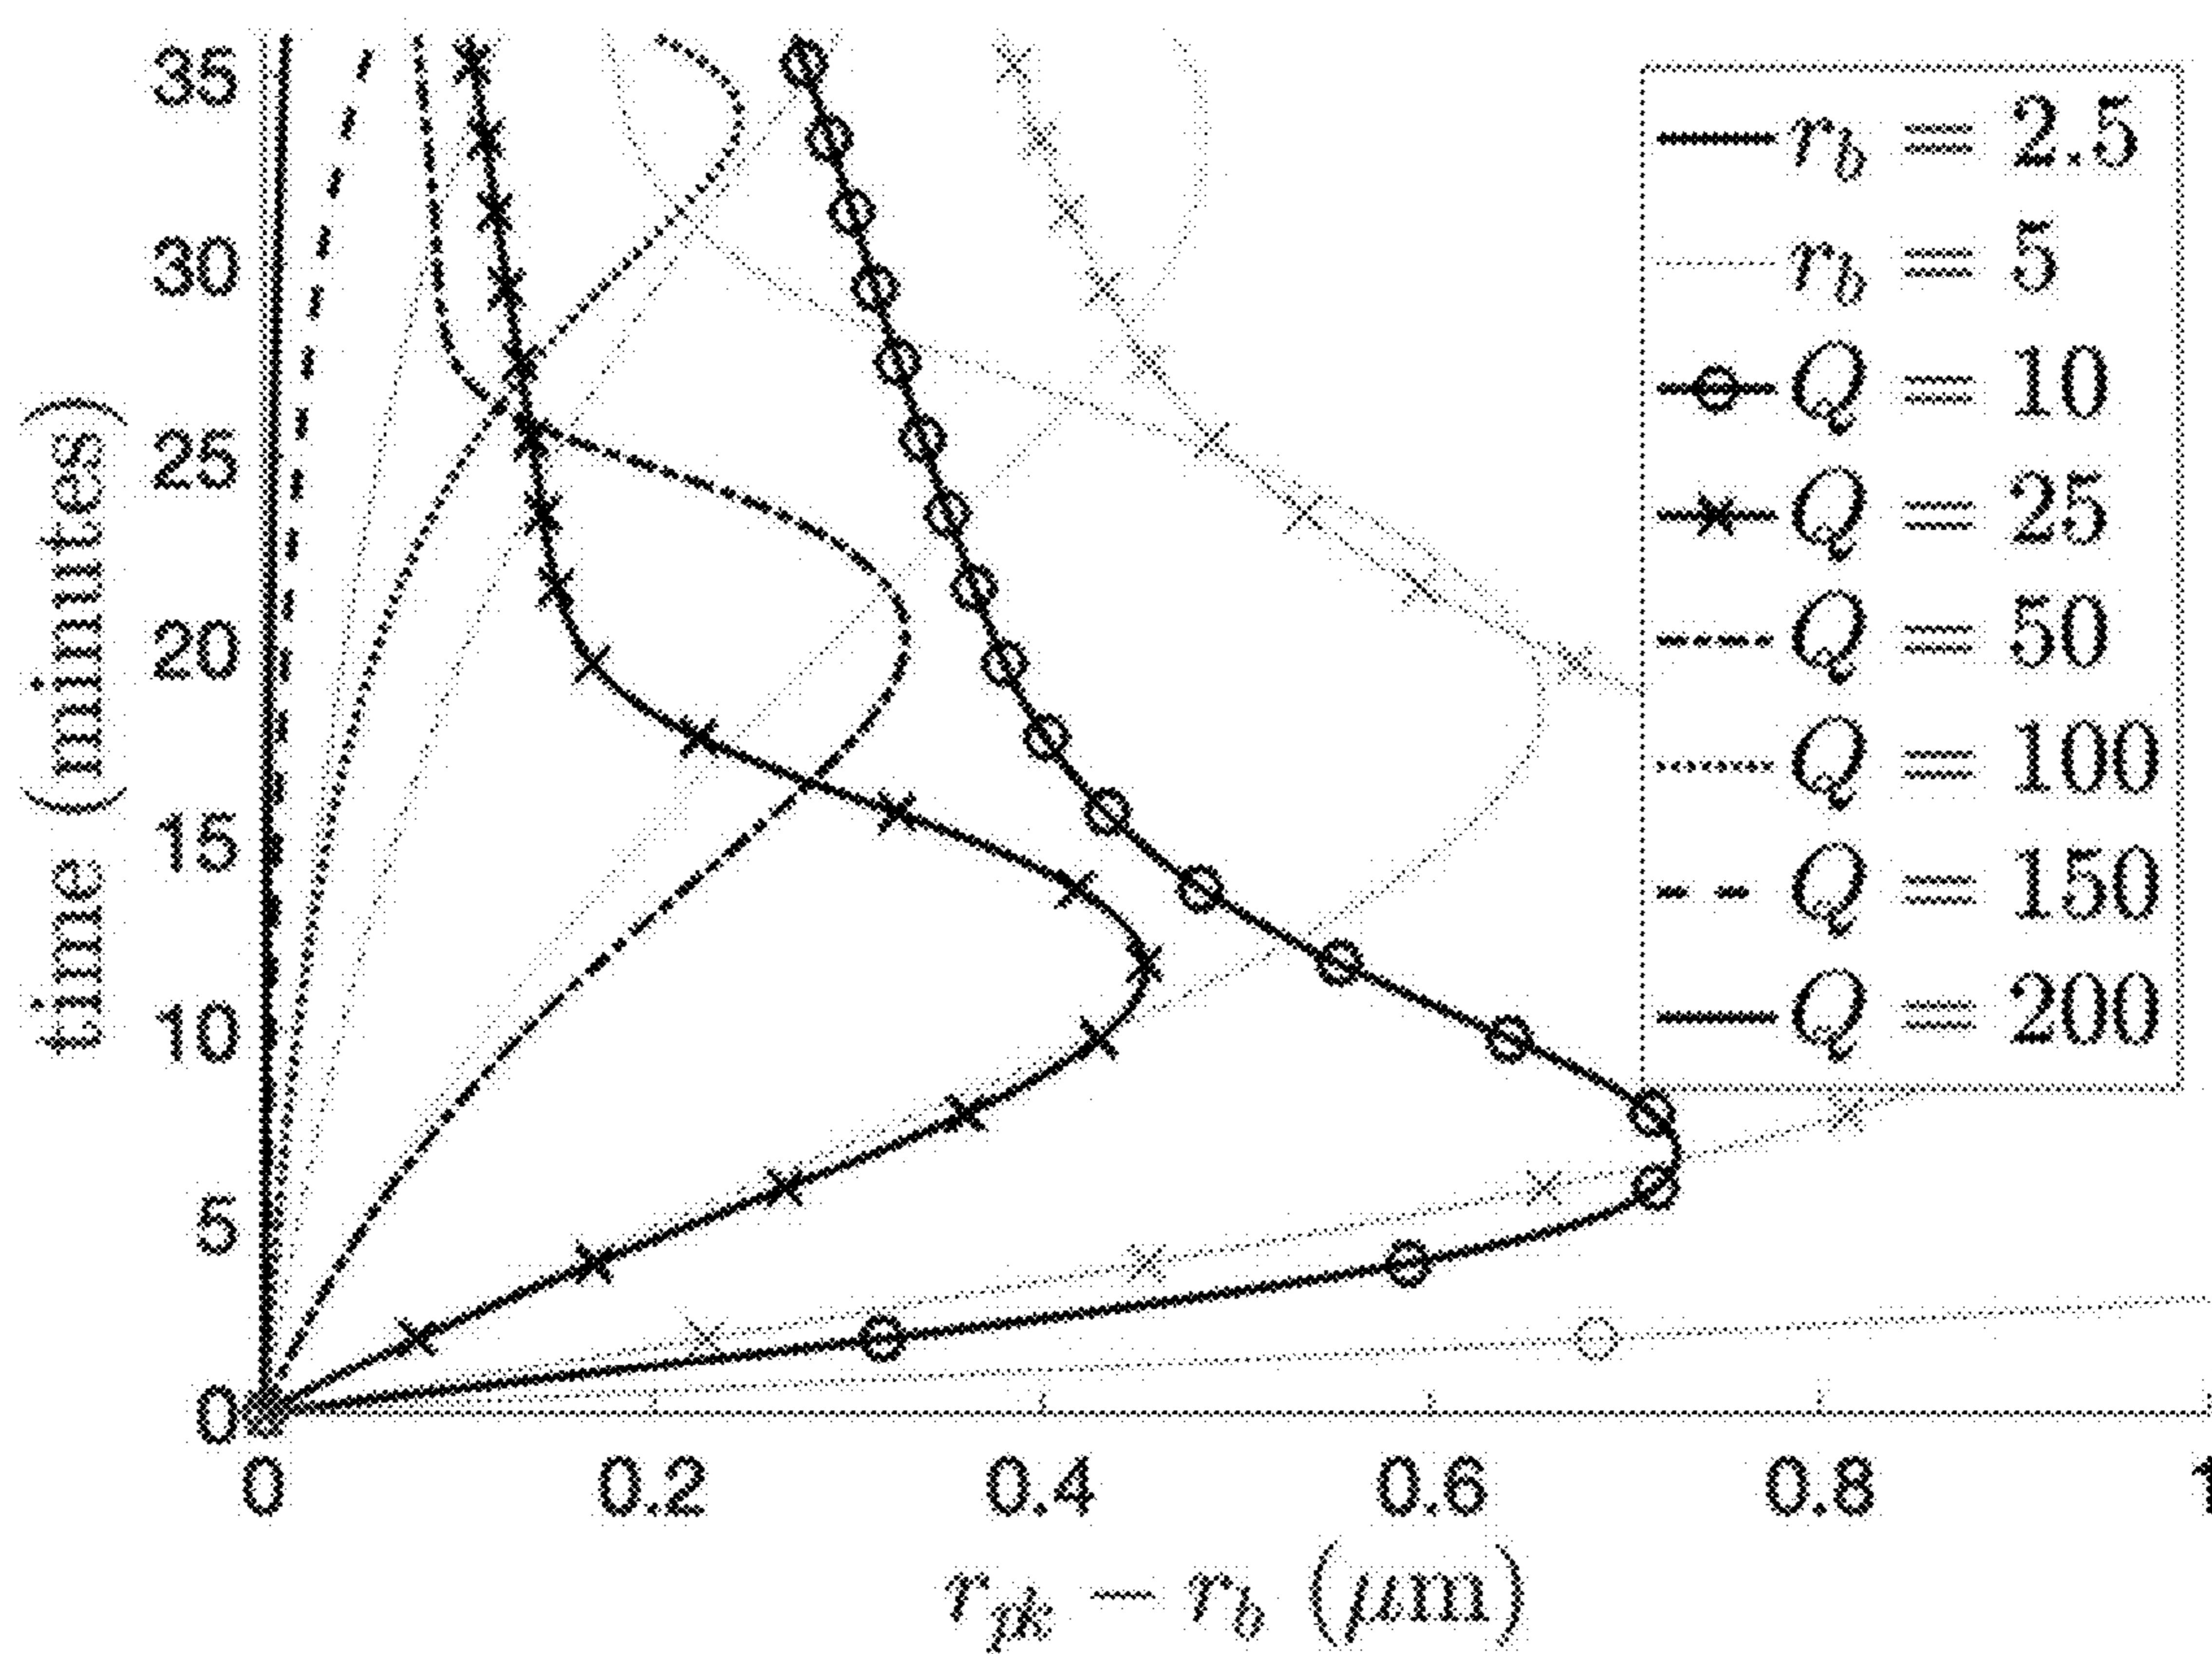 time (minutes)
35
30
25
20
15
10
5
0
0 0.2 0.4 0.6 0.8 1
r_pk − r_b (μm)
r_b = 2.5
r_b = 5
Q = 10
Q = 25
Q = 50
Q = 100
Q = 150
Q = 200